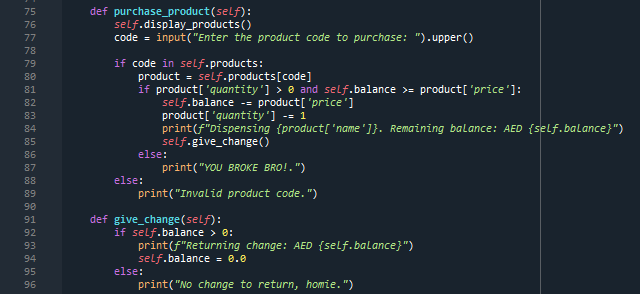 75 def purchase_product(self):
76 self.display_products()
77 code = input("Enter the product code to purchase: ").upper()
78
79 if code in self.products:
80 product = self.products[code]
81 if product['quantity'] > 0 and self.balance >= product['price']:
82 self.balance -= product['price']
83 product['quantity'] -= 1
84 print(f"Dispensing {product['name']}. Remaining balance: AED {self.balance}")
85 self.give_change()
86 else:
87 print("YOU BROKE BRO!.")
88 else:
89 print("Invalid product code.")
90
91 def give_change(self):
92 if self.balance > 0:
93 print(f"Returning change: AED {self.balance}")
94 self.balance = 0.0
95 else:
96 print("No change to return, homie.")